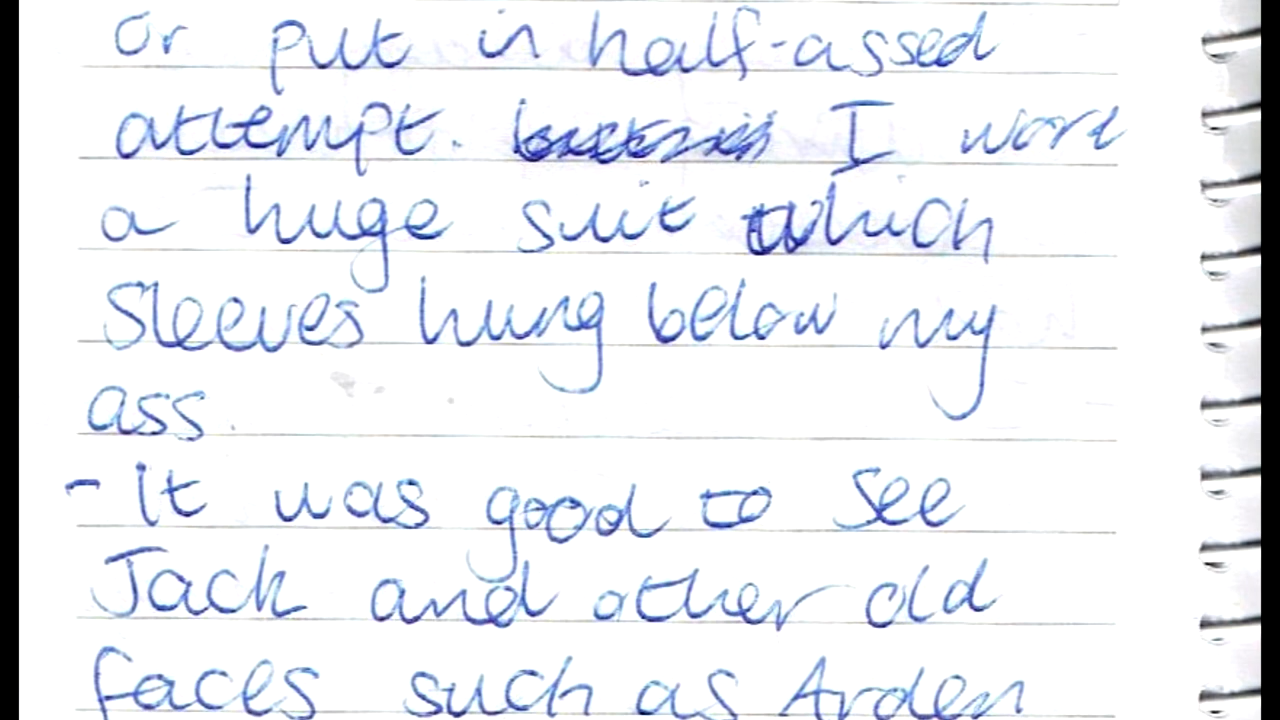 or put in half-assed
attempt. I wore
a huge suit which
sleeves hung below my
ass.
- It was good to see
Jack and other old
faces such as Arden